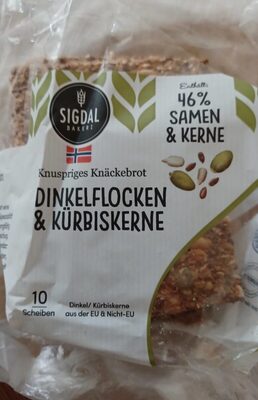 SIGDAL
BAKERI
Enthält:
46%
SAMEN
& KERNE
Knuspriges Knäckebrot
DINKELFLOCKEN
& KÜRBISKERNE
10
Scheiben
Dinkel/ Kürbiskerne
aus der EU & Nicht-EU